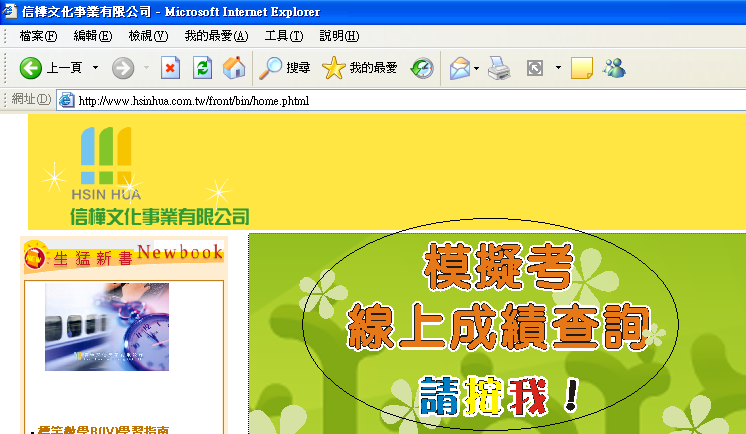 信樺文化事業有限公司 - Microsoft Internet Explorer
檔案(F) 編輯(E) 檢視(V) 我的最愛(A) 工具(T) 說明(H)
上一頁 搜尋 我的最愛
網址(D) http://www.hsinhua.com.tw/front/bin/home.phtml
HSIN HUA
信樺文化事業有限公司
生猛新書 Newbook
模擬考
線上成績查詢
請按我！